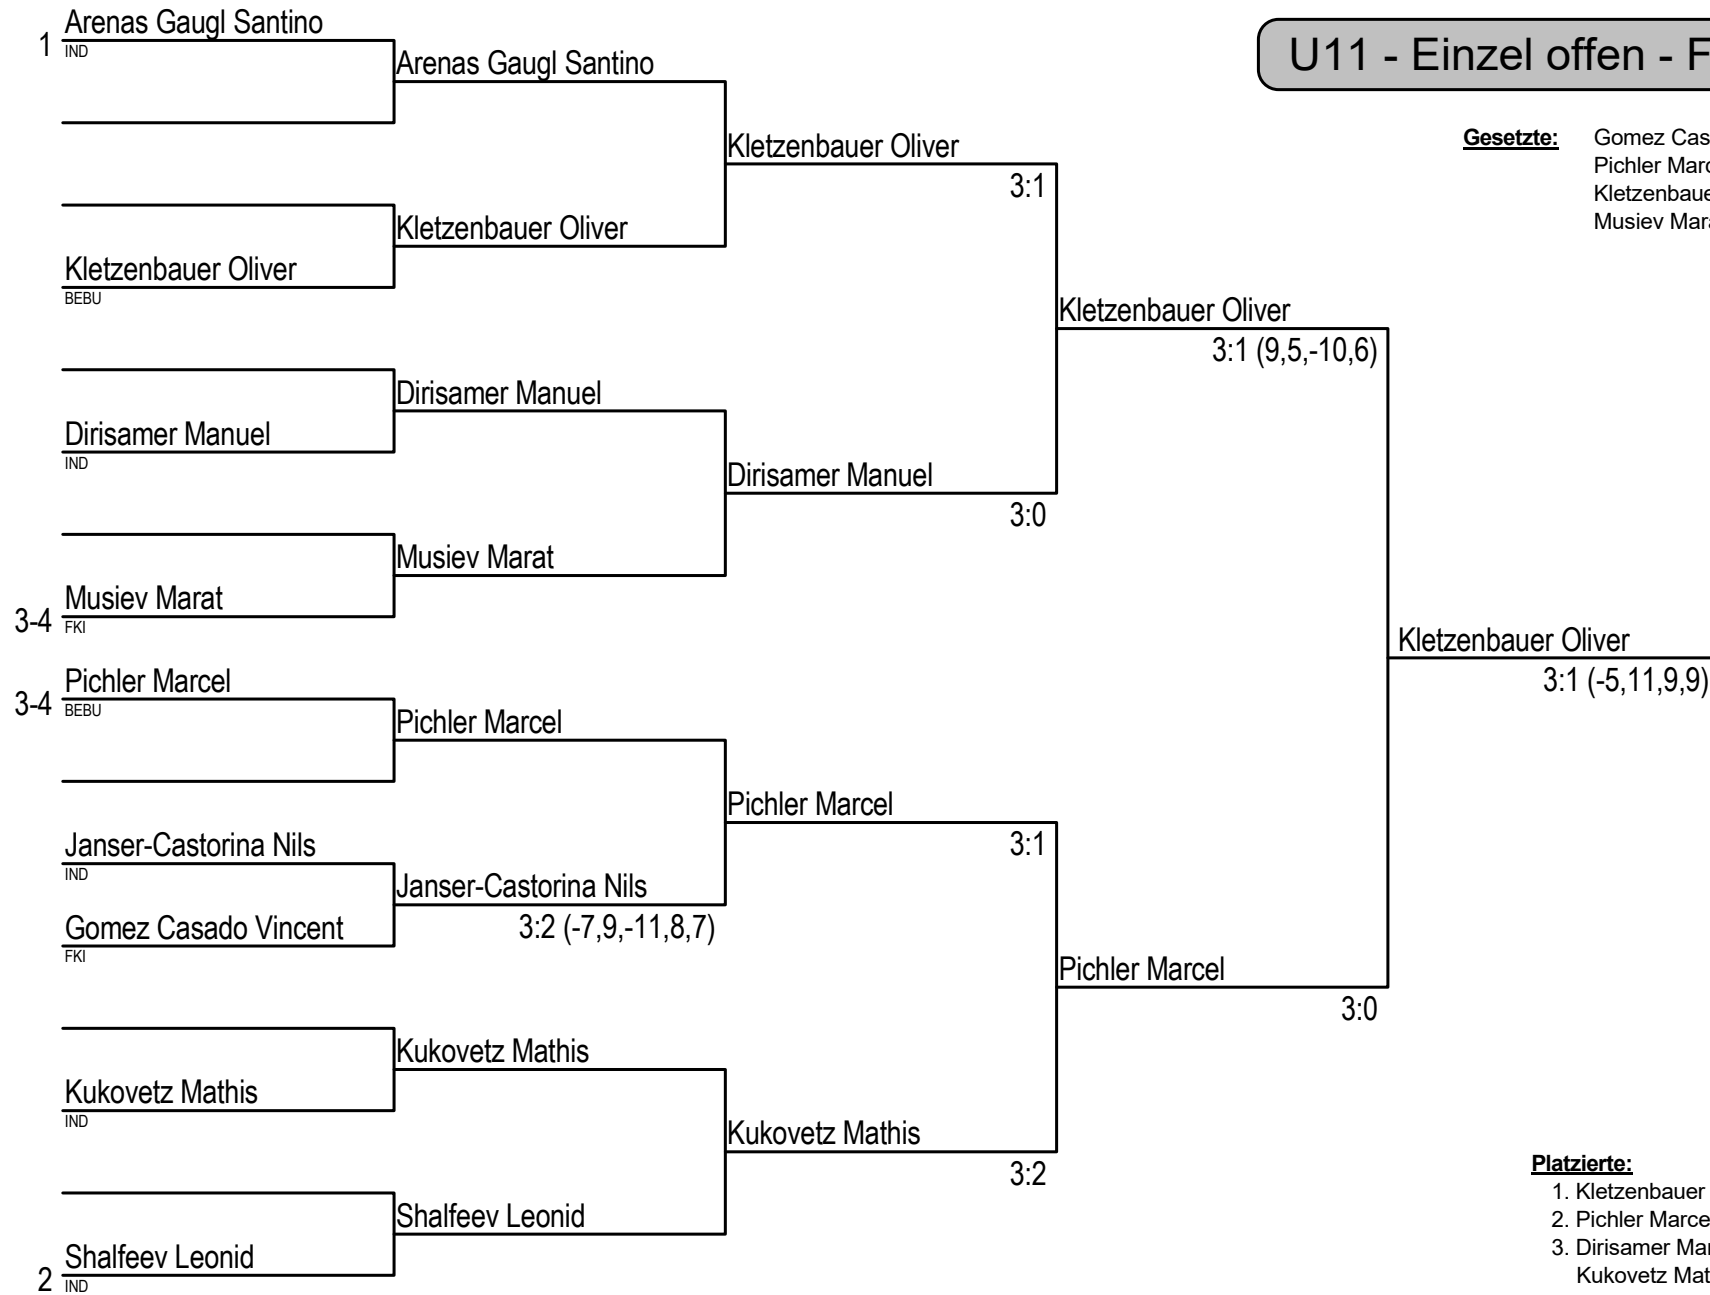 U11 - Einzel offen - F
Gesetzte:
Gomez Cas
Pichler Marc
Kletzenbaue
Musiev Mara
1
Arenas Gaugl Santino
IND
Kletzenbauer Oliver
BEBU
Dirisamer Manuel
IND
3-4
Musiev Marat
FKI
3-4
Pichler Marcel
BEBU
Janser-Castorina Nils
IND
Gomez Casado Vincent
FKI
Kukovetz Mathis
IND
2
Shalfeev Leonid
IND
Arenas Gaugl Santino
Kletzenbauer Oliver
Dirisamer Manuel
Musiev Marat
Pichler Marcel
Janser-Castorina Nils
3:2 (-7,9,-11,8,7)
Kukovetz Mathis
Shalfeev Leonid
Kletzenbauer Oliver
3:1
Dirisamer Manuel
3:0
Pichler Marcel
3:1
Kukovetz Mathis
3:2
Kletzenbauer Oliver
3:1 (9,5,-10,6)
Pichler Marcel
3:0
Kletzenbauer Oliver
3:1 (-5,11,9,9)
Platzierte:
1. Kletzenbauer
2. Pichler Marce
3. Dirisamer Mar
Kukovetz Mat